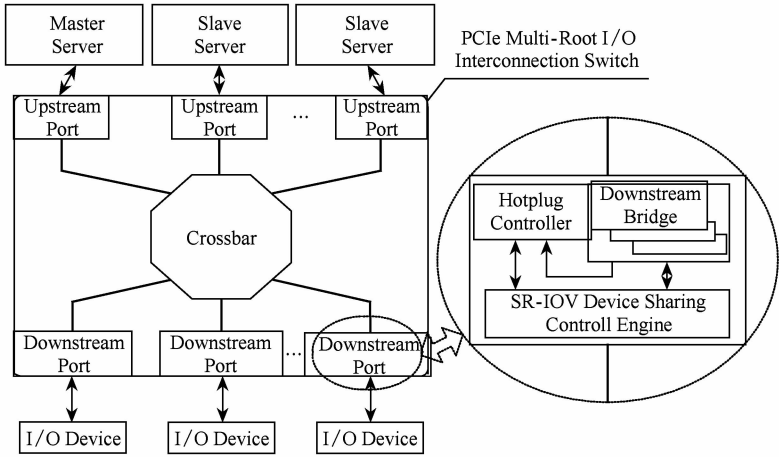 Master
Server
Slave
Server
Slave
Server
PCIe Multi-Root I/O
Interconnection Switch
Upstream
Port
Upstream
Port
...
Upstream
Port
Crossbar
Downstream
Port
Downstream
Port
...
Downstream
Port
I/O Device
I/O Device
I/O Device
Hotplug
Controller
Downstream
Bridge
SR-IOV Device Sharing
Controll Engine